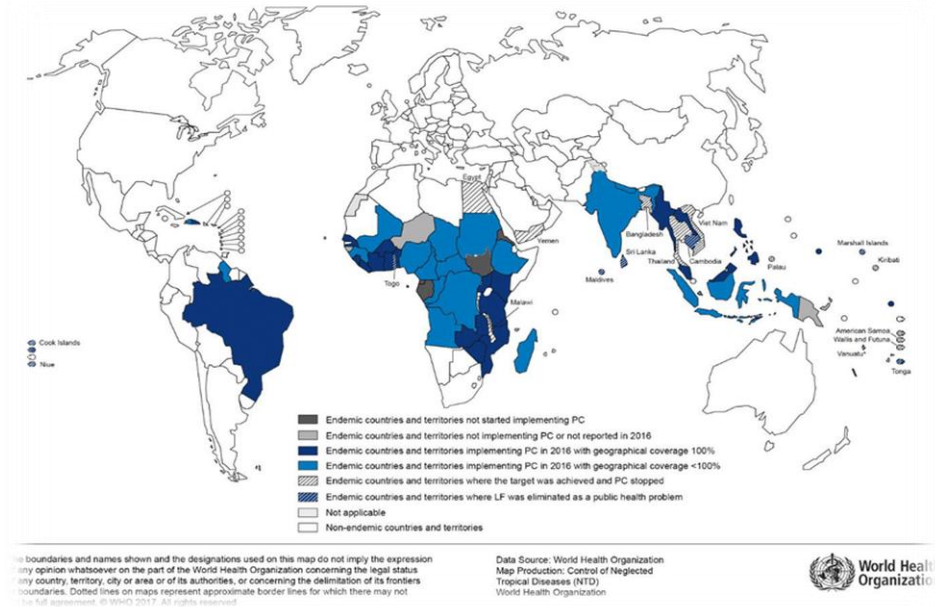 Egypt
Yemen
Bangladesh
Viet Nam
Sri Lanka
Thailand
Cambodia
Maldives
Palau
Marshall Islands
Kiribati
Togo
Malawi
Cook Islands
Niue
American Samoa
Wallis and Futuna
Vanuatu*
Tonga
Endemic countries and territories not started implementing PC
Endemic countries and territories not implementing PC or not reported in 2016
Endemic countries and territories implementing PC in 2016 with geographical coverage 100%
Endemic countries and territories implementing PC in 2016 with geographical coverage <100%
Endemic countries and territories where the target was achieved and PC stopped
Endemic countries and territories where LF was eliminated as a public health problem
Not applicable
Non-endemic countries and territories
boundaries and names shown and the designations used on this map do not imply the expression
any opinion whatsoever on the part of the World Health Organization concerning the legal status
any country, territory, city or area or of its authorities, or concerning the delimitation of its frontiers
boundaries. Dotted lines on maps represent approximate border lines for which there may not
be full agreement. © WHO 2017. All rights reserved
Data Source: World Health Organization
Map Production: Control of Neglected
Tropical Diseases (NTD)
World Health Organization
World Healt
Organizatio